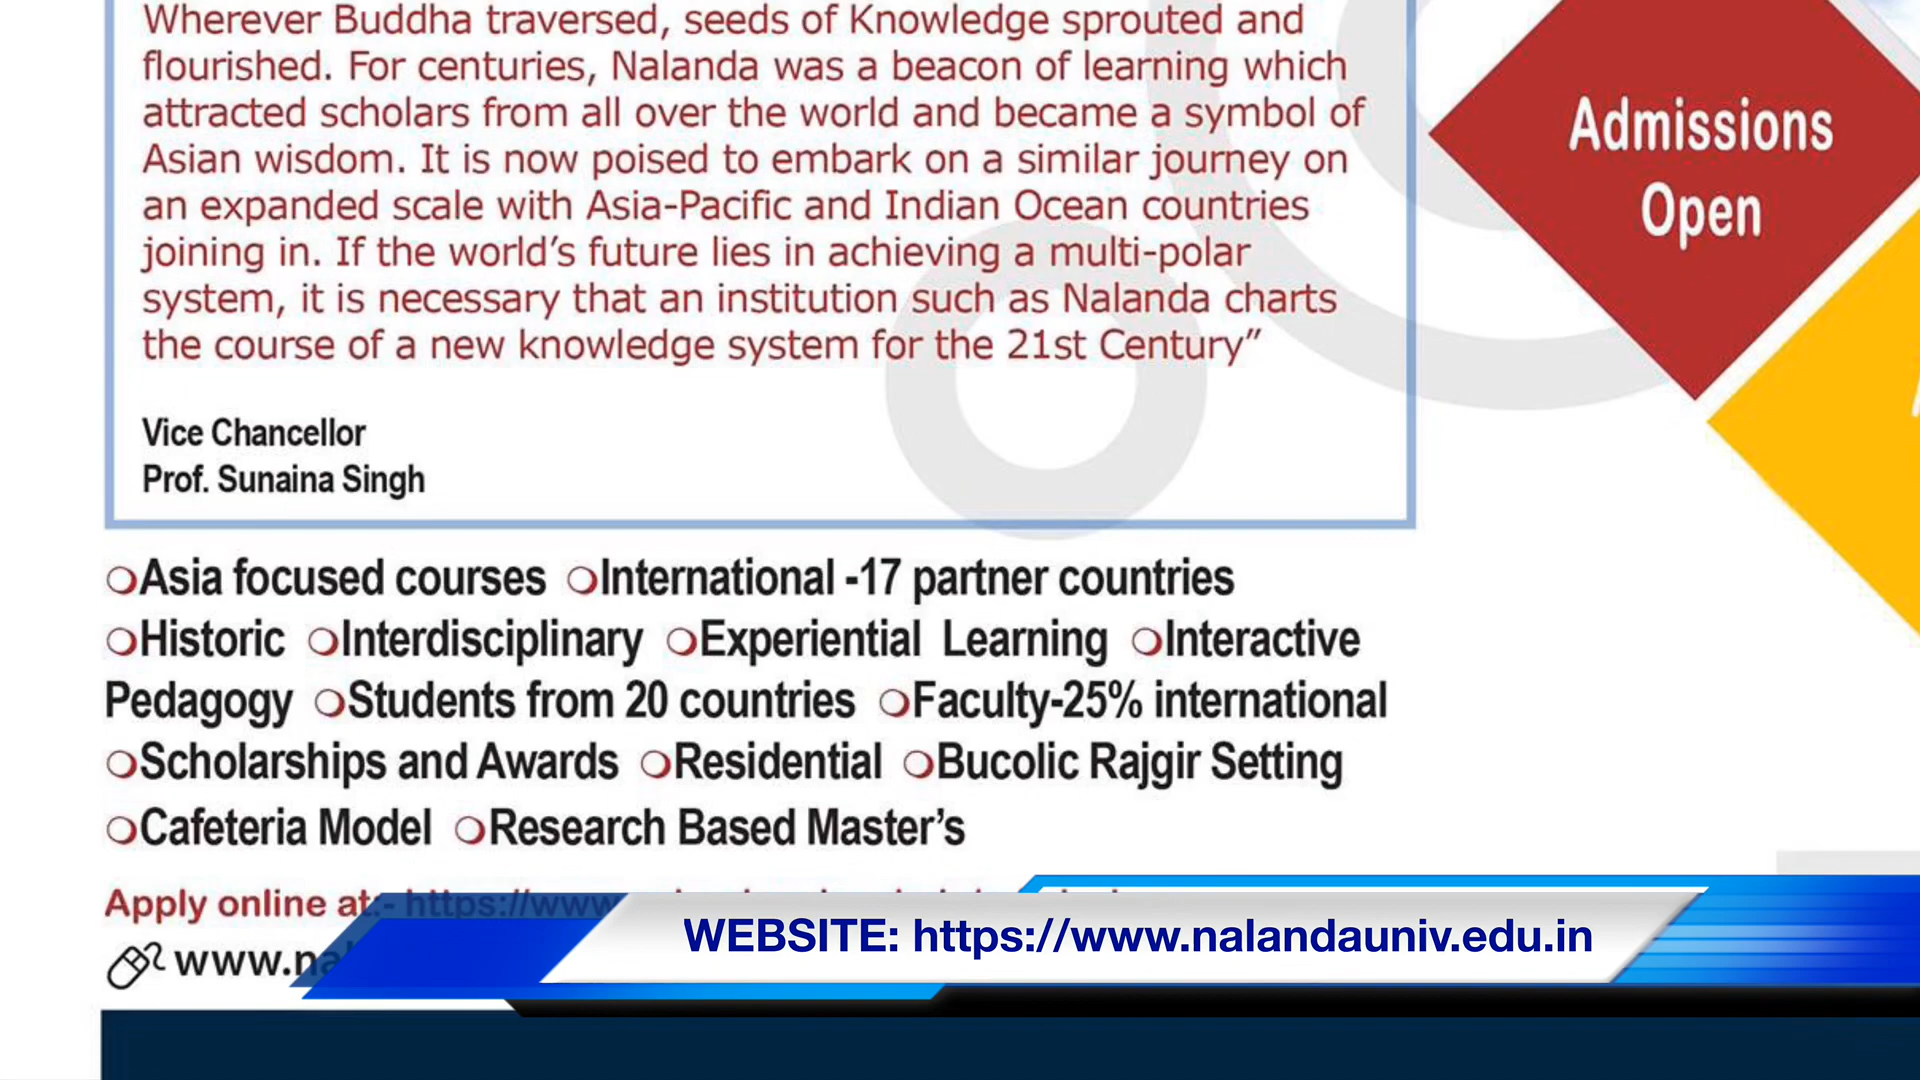 Wherever Buddha traversed, seeds of Knowledge sprouted and
flourished. For centuries, Nalanda was a beacon of learning which
attracted scholars from all over the world and became a symbol of
Asian wisdom. It is now poised to embark on a similar journey on
an expanded scale with Asia-Pacific and Indian Ocean countries
joining in. If the world's future lies in achieving a multi-polar
system, it is necessary that an institution such as Nalanda charts
the course of a new knowledge system for the 21st Century”
Vice Chancellor
Prof. Sunaina Singh
Admissions
Open
❍Asia focused courses ❍International -17 partner countries
❍Historic ❍Interdisciplinary ❍Experiential Learning ❍Interactive
Pedagogy ❍Students from 20 countries ❍Faculty-25% international
❍Scholarships and Awards ❍Residential ❍Bucolic Rajgir Setting
❍Cafeteria Model ❍Research Based Master’s
Apply online at:- https://www
www.na
WEBSITE: https://www.nalandauniv.edu.in